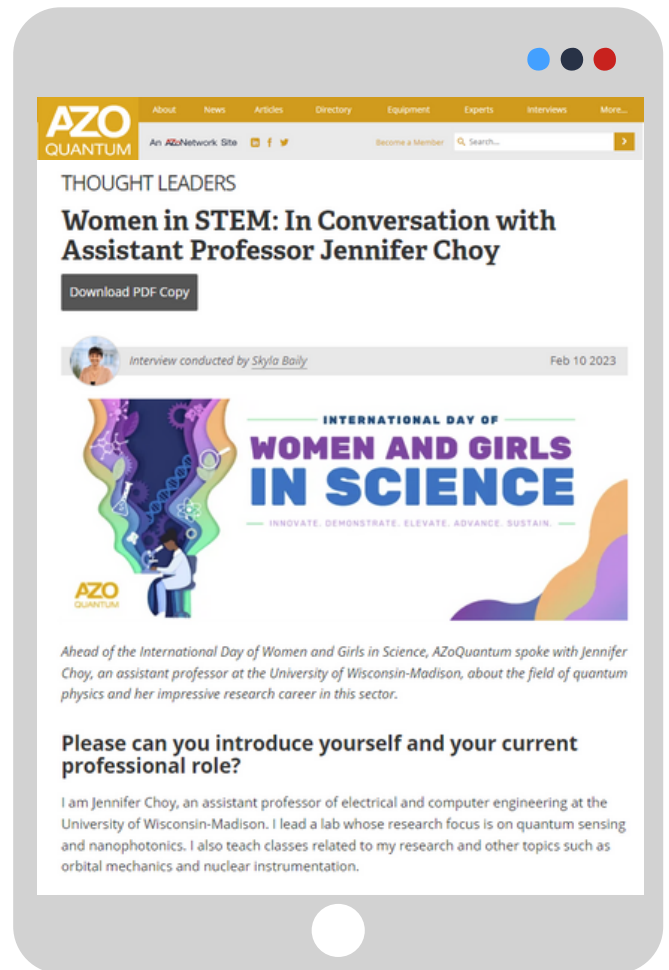 AZO
QUANTUM
About News Articles Directory Equipment Experts Interviews More...
An AZoNetwork Site
Become a Member
Search...
THOUGHT LEADERS
Women in STEM: In Conversation with
Assistant Professor Jennifer Choy
Download PDF Copy
Interview conducted by Skyla Baily
Feb 10 2023
INTERNATIONAL DAY OF
WOMEN AND GIRLS
IN SCIENCE
INNOVATE. DEMONSTRATE. ELEVATE. ADVANCE. SUSTAIN.
AZO
QUANTUM
Ahead of the International Day of Women and Girls in Science, AZoQuantum spoke with Jennifer
Choy, an assistant professor at the University of Wisconsin-Madison, about the field of quantum
physics and her impressive research career in this sector.
Please can you introduce yourself and your current
professional role?
I am Jennifer Choy, an assistant professor of electrical and computer engineering at the
University of Wisconsin-Madison. I lead a lab whose research focus is on quantum sensing
and nanophotonics. I also teach classes related to my research and other topics such as
orbital mechanics and nuclear instrumentation.